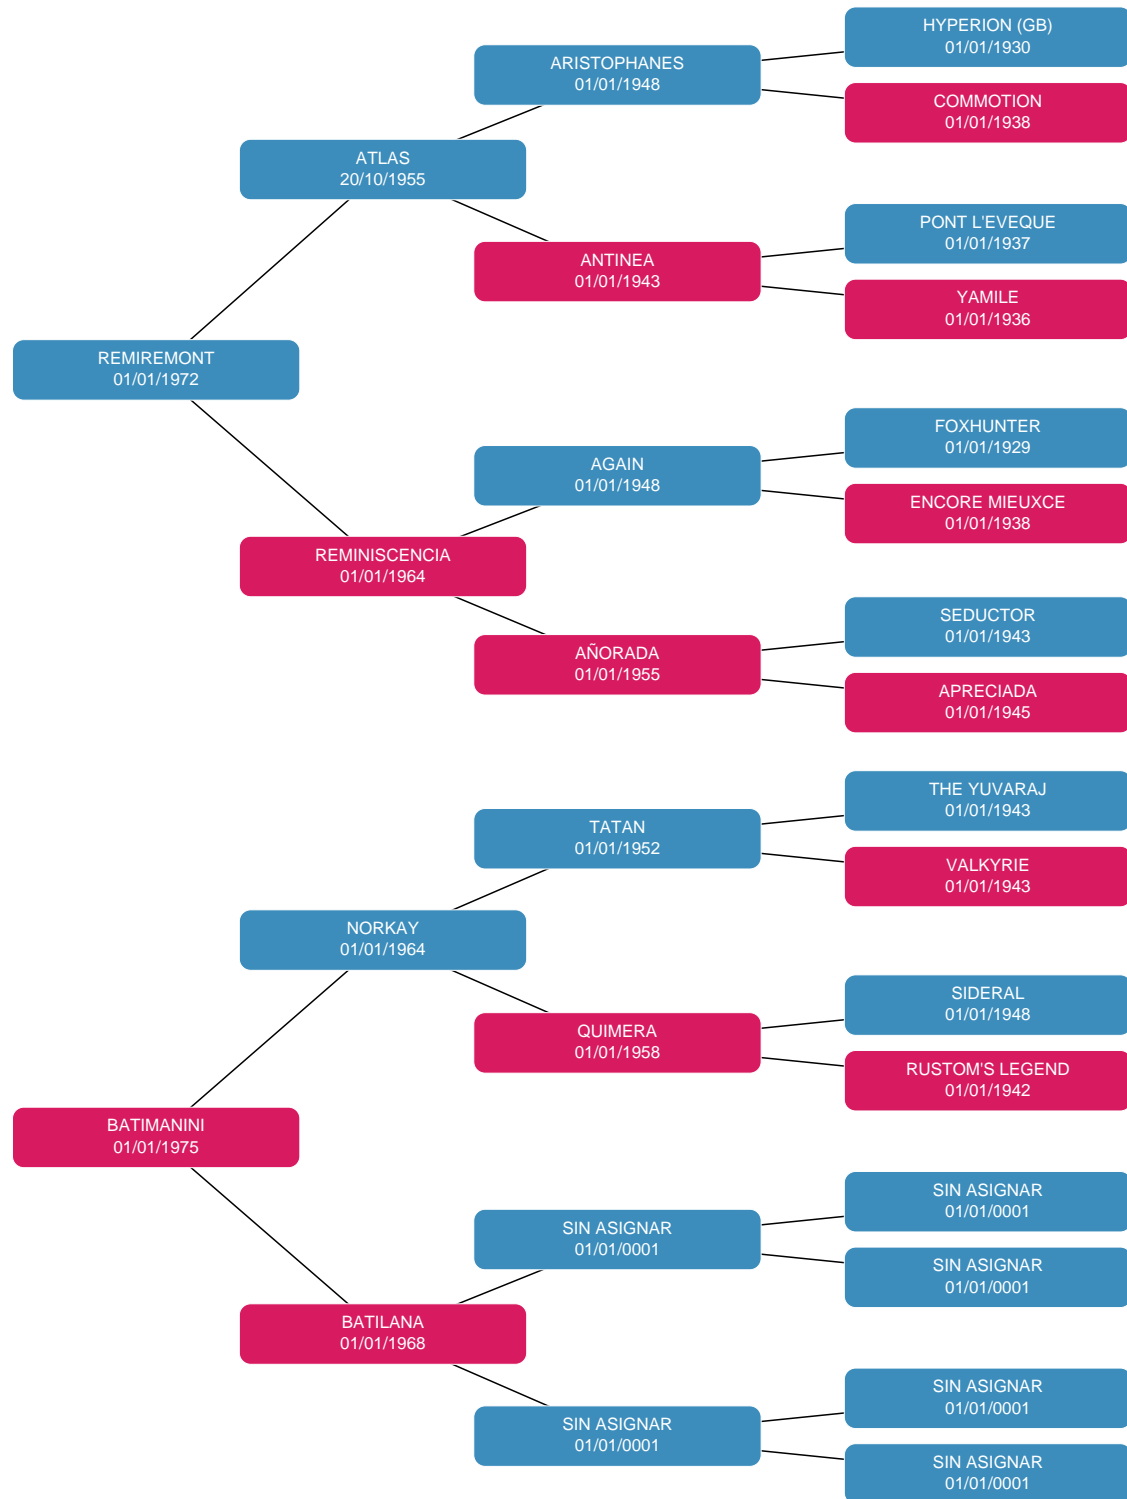 HYPERION (GB)
01/01/1930
ARISTOPHANES
01/01/1948
COMMOTION
01/01/1938
ATLAS
20/10/1955
PONT L'EVEQUE
01/01/1937
ANTINEA
01/01/1943
YAMILE
01/01/1936
REMIREMONT
01/01/1972
FOXHUNTER
01/01/1929
AGAIN
01/01/1948
ENCORE MIEUXCE
01/01/1938
REMINISCENCIA
01/01/1964
SEDUCTOR
01/01/1943
AÑORADA
01/01/1955
APRECIADA
01/01/1945
THE YUVARAJ
01/01/1943
TATAN
01/01/1952
VALKYRIE
01/01/1943
NORKAY
01/01/1964
SIDERAL
01/01/1948
QUIMERA
01/01/1958
RUSTOM'S LEGEND
01/01/1942
BATIMANINI
01/01/1975
SIN ASIGNAR
01/01/0001
SIN ASIGNAR
01/01/0001
SIN ASIGNAR
01/01/0001
BATILANA
01/01/1968
SIN ASIGNAR
01/01/0001
SIN ASIGNAR
01/01/0001
SIN ASIGNAR
01/01/0001